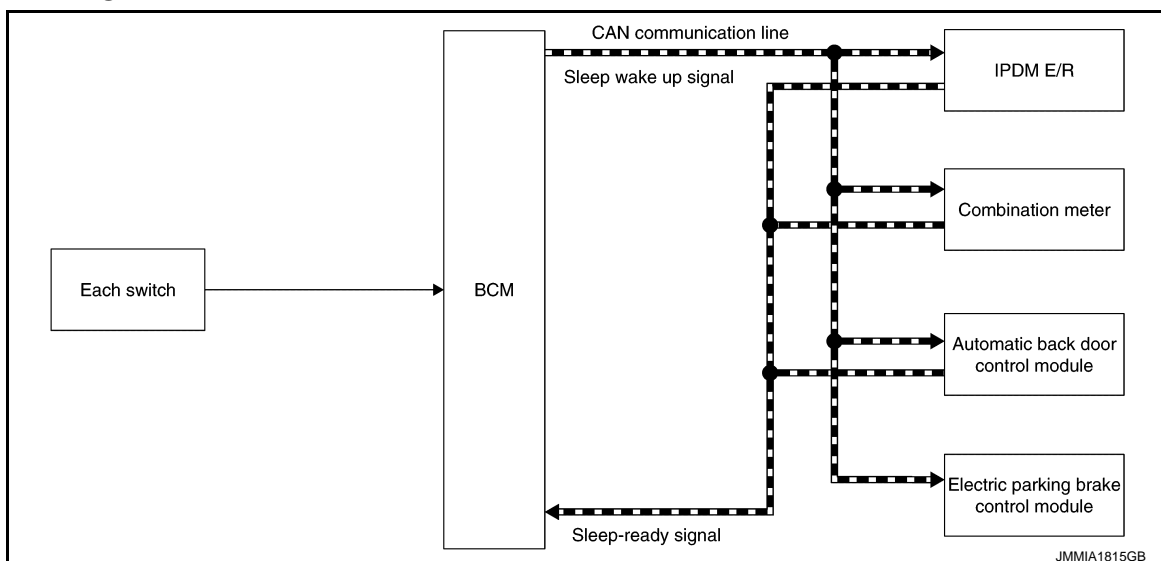 CAN communication line
Sleep wake up signal
IPDM E/R
Combination meter
Each switch
BCM
Automatic back door
control module
Electric parking brake
control module
Sleep-ready signal
JMMIA1815GB